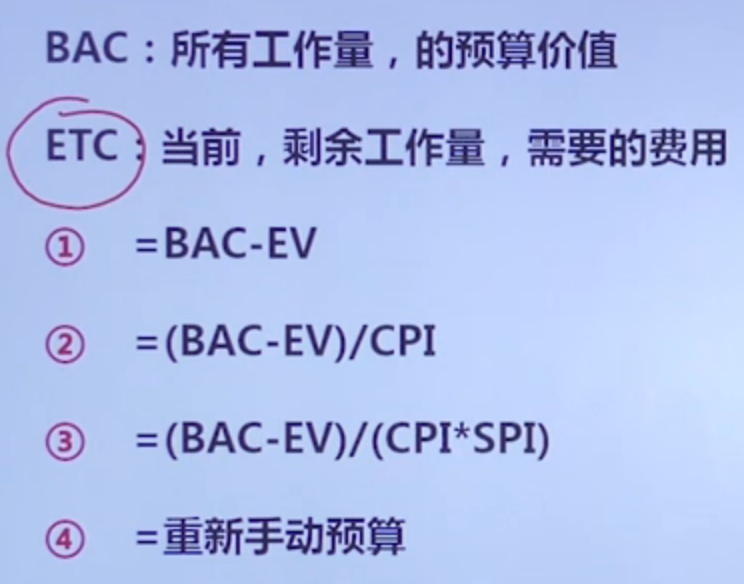 BAC：所有工作量，的预算价值
ETC：当前，剩余工作量，需要的费用
① =BAC-EV
② =(BAC-EV)/CPI
③ =(BAC-EV)/(CPI*SPI)
④ =重新手动预算